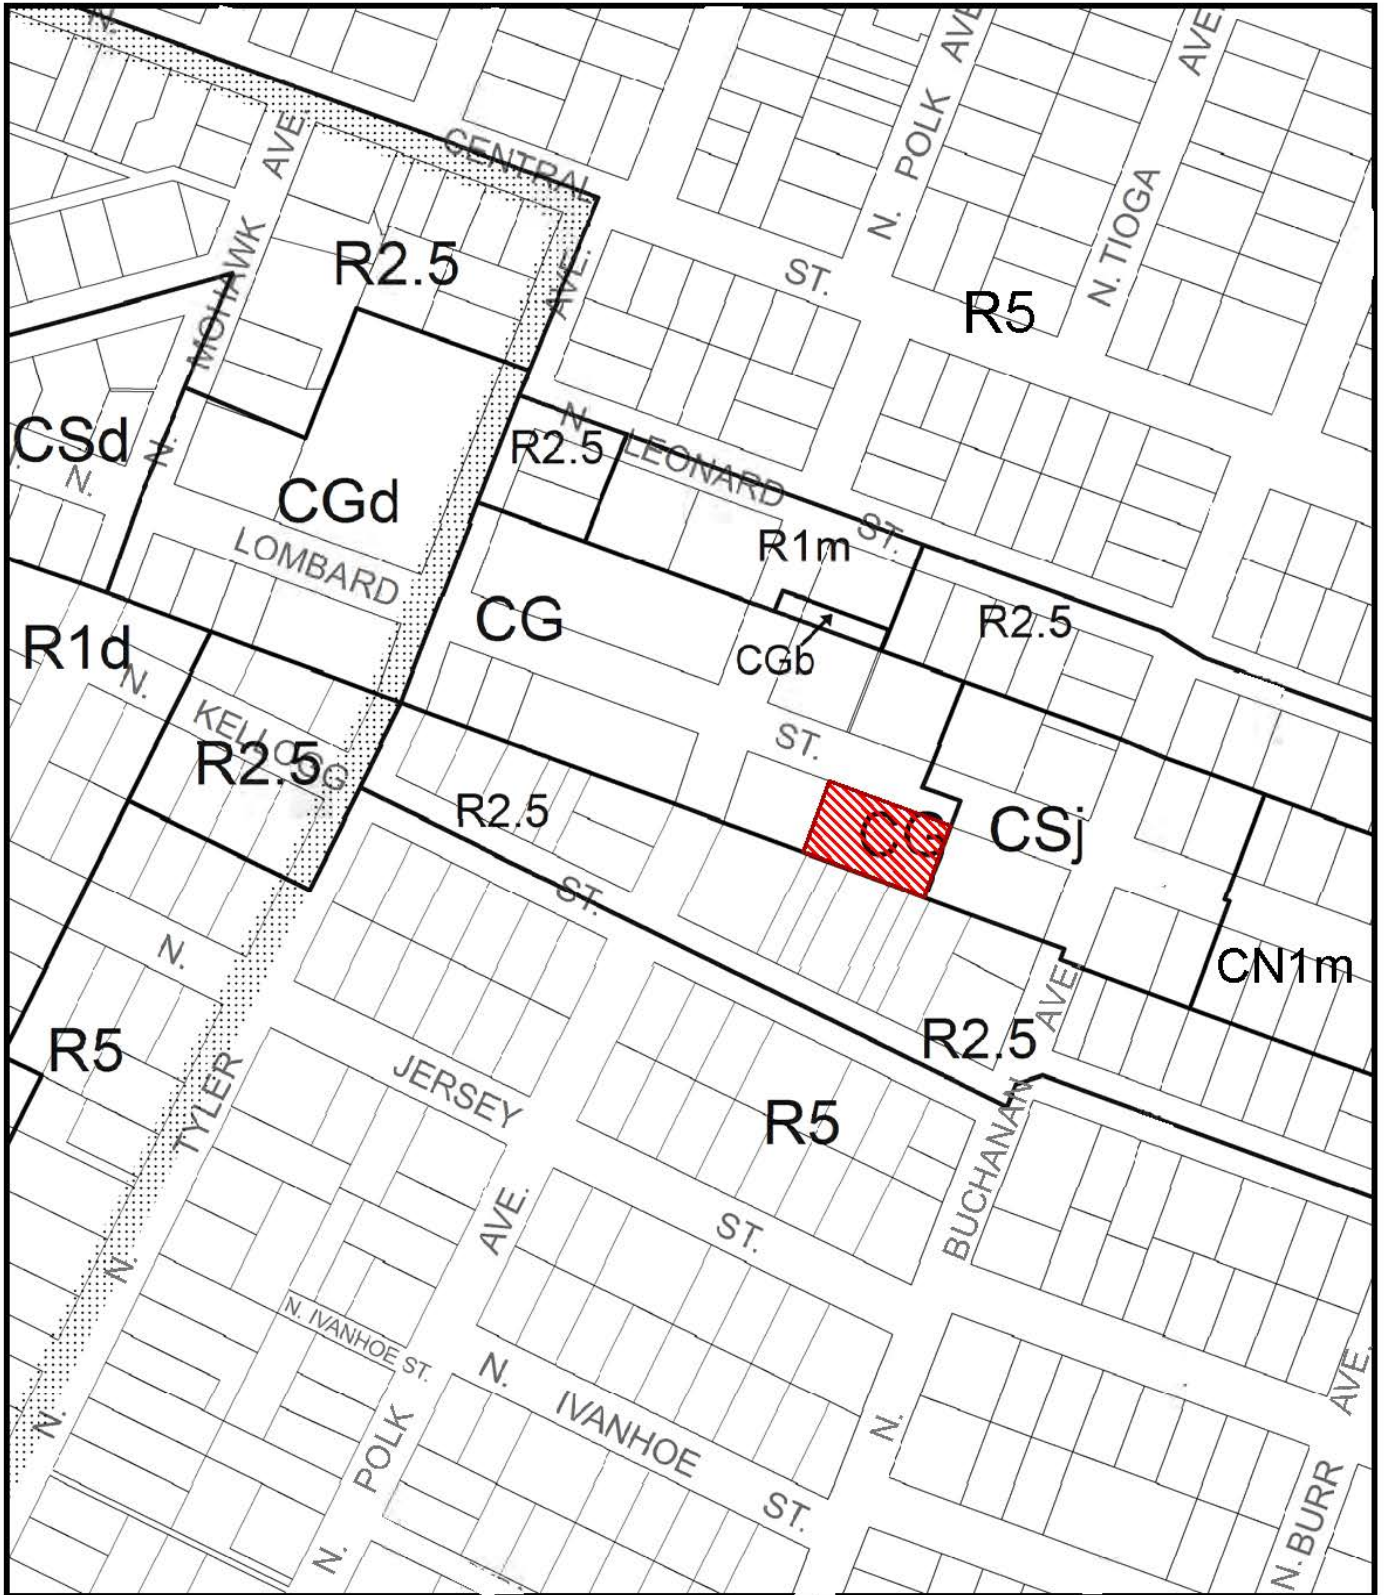 N.
CENTRAL
ST.
N. POLK AVE.
N. TIOGA AVE.
N. MOHAWK AVE.
R2.5
AVE.
R5
CSd
N.
CGd
R2.5
N. LEONARD ST.
LOMBARD
R1m
CG
CGb
R2.5
R1d
N.
KELLOGG
R2.5
ST.
R2.5
CG
CSj
ST.
CN1m
N.
R5
JERSEY
R5
R2.5
AVE.
N. TYLER
N.
BUCHANAN
AVE.
ST.
N. IVANHOE ST.
N. IVANHOE ST.
N. POLK
N.
N. BURR AVE.